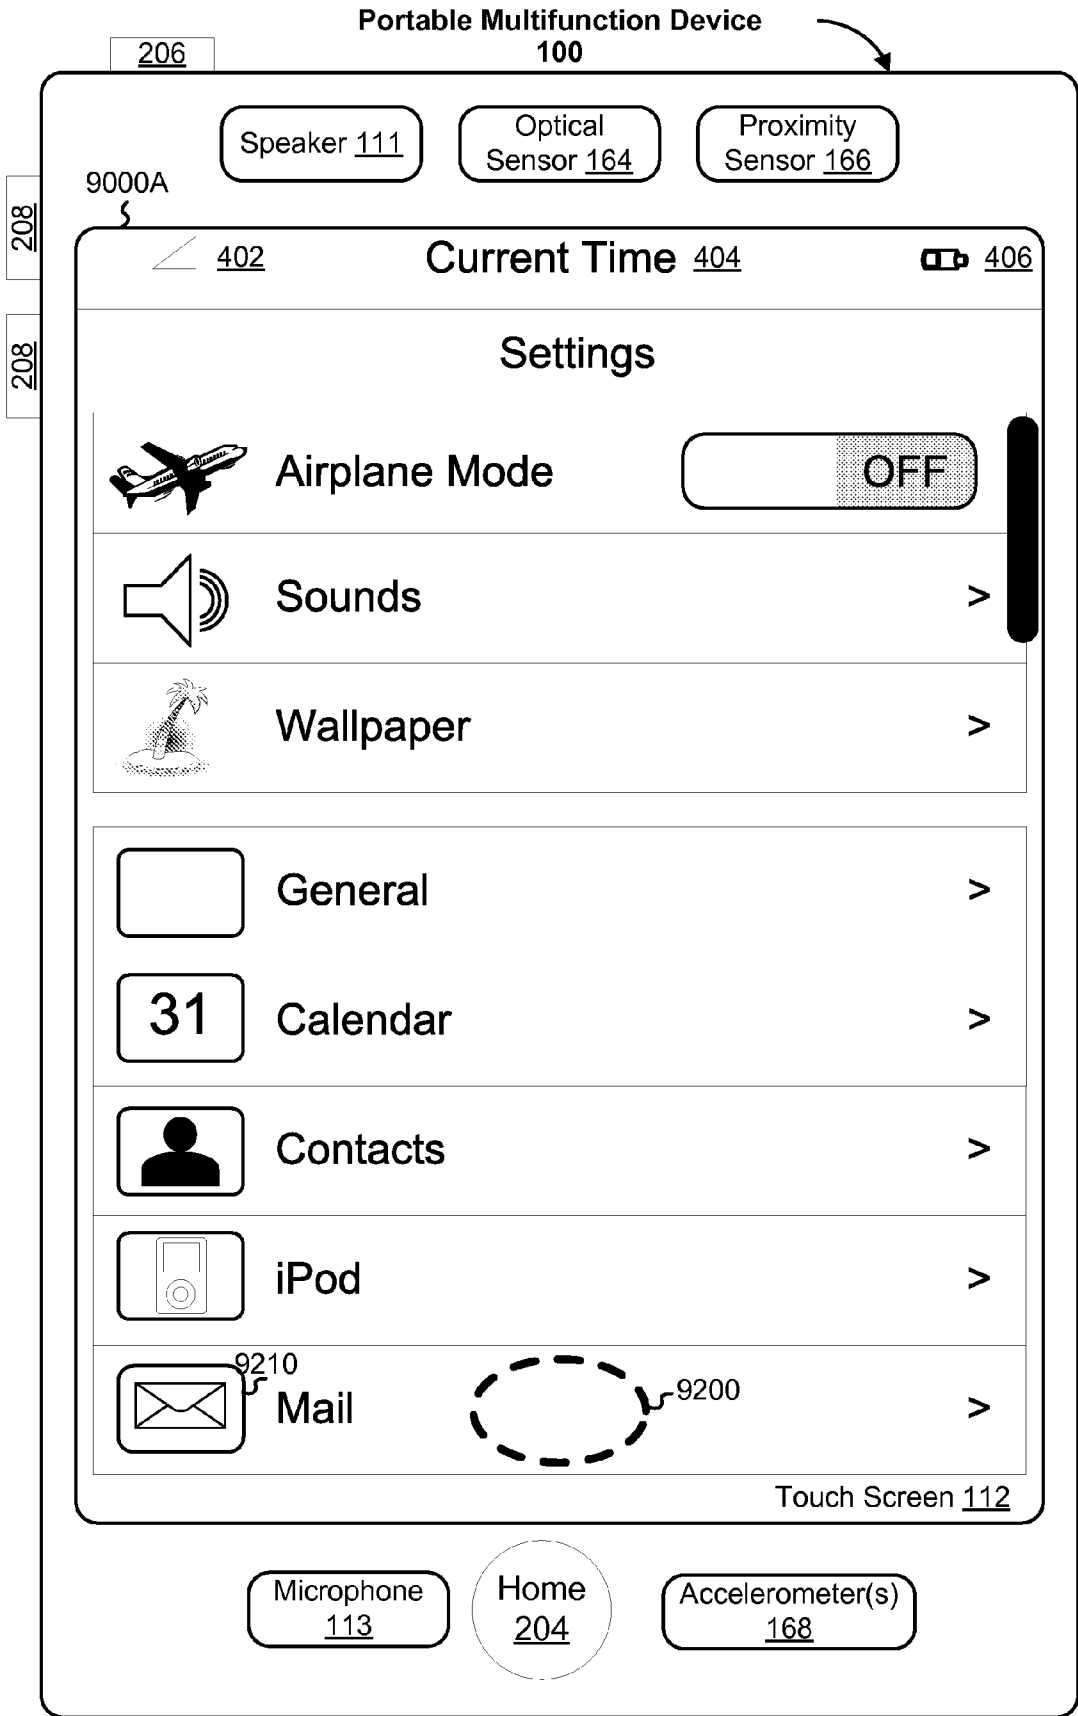 Portable Multifunction Device
100
206
Speaker 111
Optical
Sensor 164
Proximity
Sensor 166
9000A
208
402
Current Time 404
406
208
Settings
Airplane Mode
OFF
Sounds >
Wallpaper >
General >
31
Calendar >
Contacts >
iPod >
9210
Mail
9200
>
Touch Screen 112
Microphone
113
Home
204
Accelerometer(s)
168